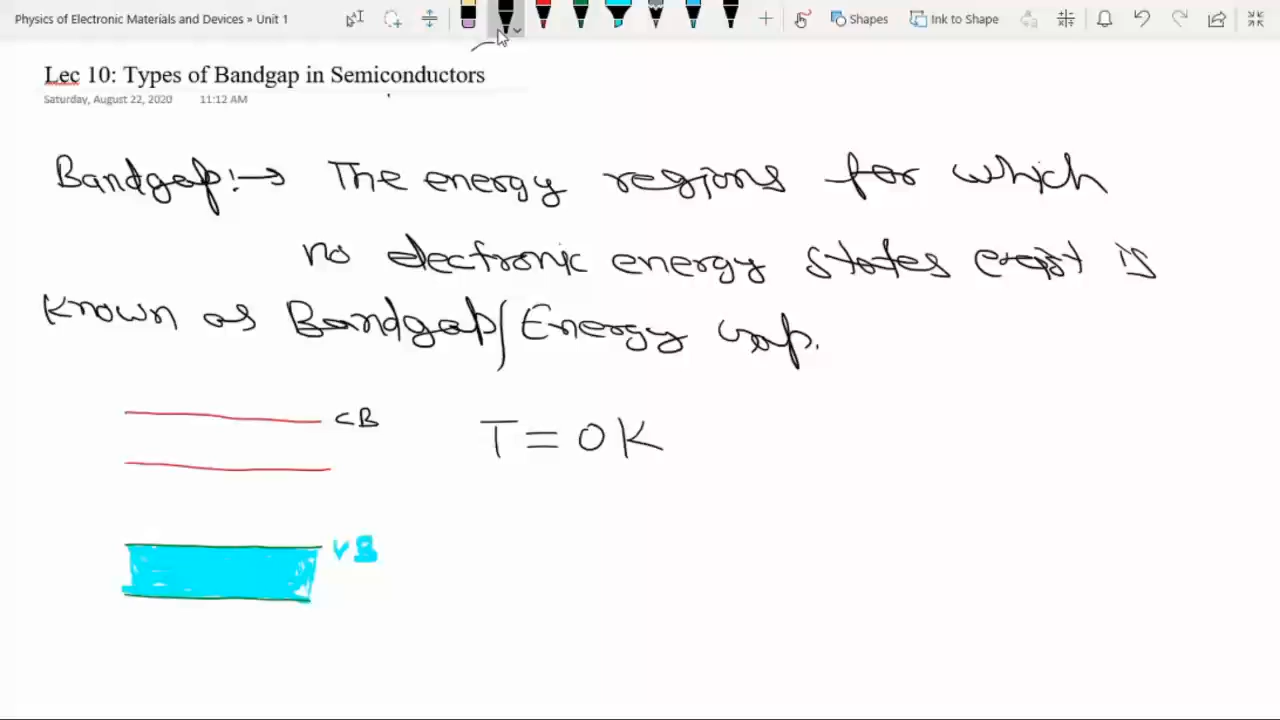 Physics of Electronic Materials and Devices » Unit 1
Shapes
Ink to Shape
Lec 10: Types of Bandgap in Semiconductors
Saturday, August 22, 2020 11:12 AM
Bandgap:→ The energy regions for which
no electronic energy states exist is
known as Bandgap/Energy Gap.
CB
T = 0 K
VB